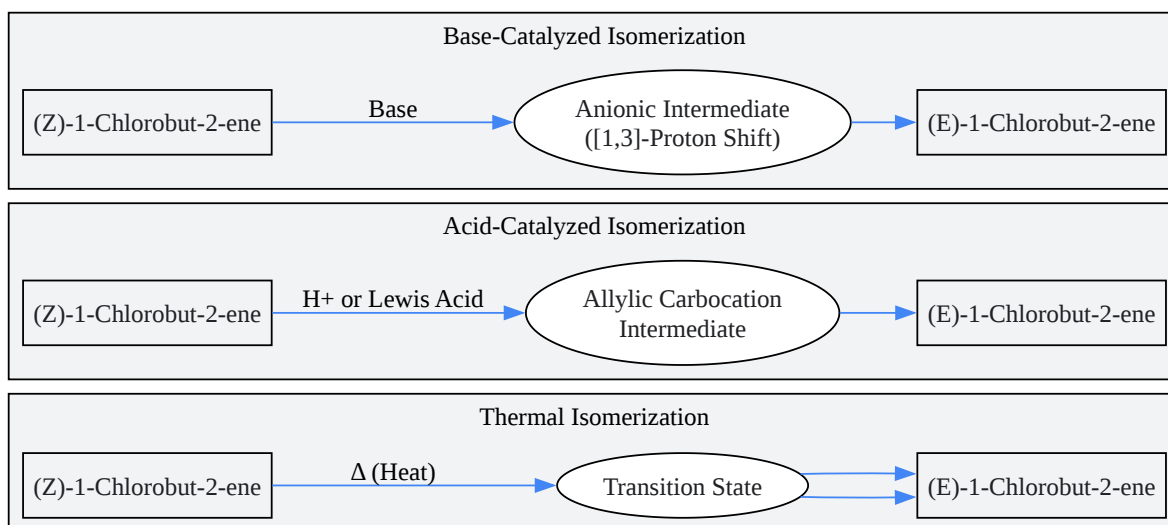 Base-Catalyzed Isomerization
(Z)-1-Chlorobut-2-ene
Base
Anionic Intermediate
([1,3]-Proton Shift)
(E)-1-Chlorobut-2-ene
Acid-Catalyzed Isomerization
(Z)-1-Chlorobut-2-ene
H+ or Lewis Acid
Allylic Carbocation
Intermediate
(E)-1-Chlorobut-2-ene
Thermal Isomerization
(Z)-1-Chlorobut-2-ene
Δ (Heat)
Transition State
(E)-1-Chlorobut-2-ene